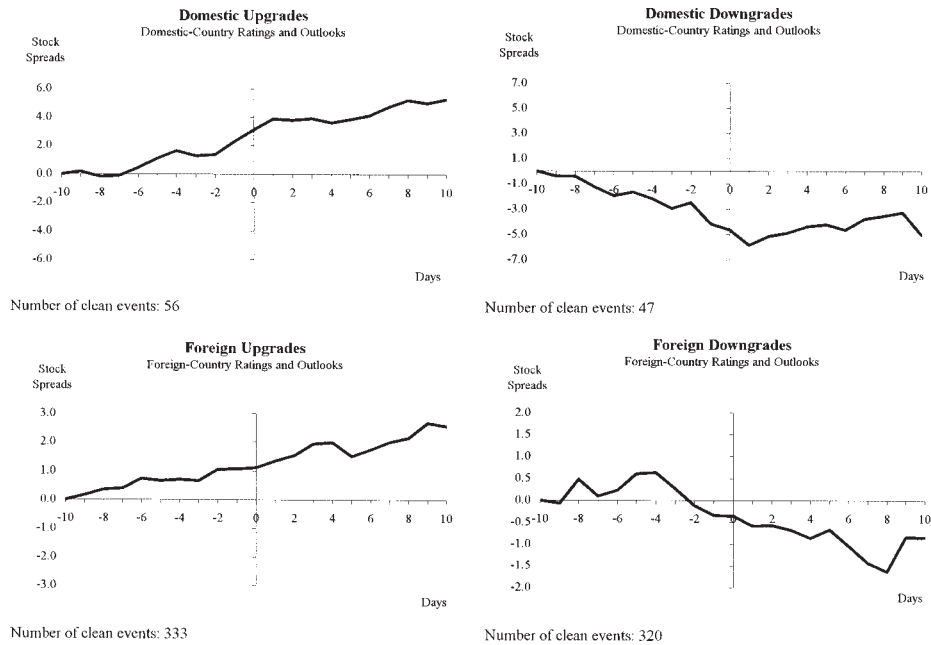 Domestic Upgrades
Domestic-Country Ratings and Outlooks
Stock
Spreads
6.0
4.0
2.0
0.0
-10 -8 -6 -4 -2 0 2 4 6 8 10
-2.0
-4.0
-6.0
Days
Number of clean events: 56
Domestic Downgrades
Domestic-Country Ratings and Outlooks
Stock
Spreads
7.0
5.0
3.0
1.0
-1.0
-10 -8 -6 -4 -2 0 2 4 6 8 10
-3.0
-5.0
-7.0
Days
Number of clean events: 47
Foreign Upgrades
Foreign-Country Ratings and Outlooks
Stock
Spreads
3.0
2.0
1.0
0.0
-10 -8 -6 -4 -2 0 2 4 6 8 10
-1.0
-2.0
-3.0
Days
Number of clean events: 333
Foreign Downgrades
Foreign-Country Ratings and Outlooks
Stock
Spreads
2.0
1.5
1.0
0.5
0.0
-10 -8 -6 -4 -2 0 2 4 6 8 10
-0.5
-1.0
-1.5
-2.0
Days
Number of clean events: 320